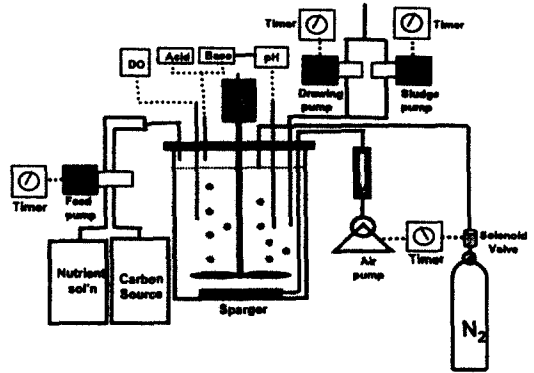 Timer
Timer
DO
Acid
Base
pH
Drawing
pump
Sludge
pump
Timer
Feed
pump
Nutrient
sol'n
Carbon
Source
Sparger
Air
pump
Timer
Solenoid
Valve
N2